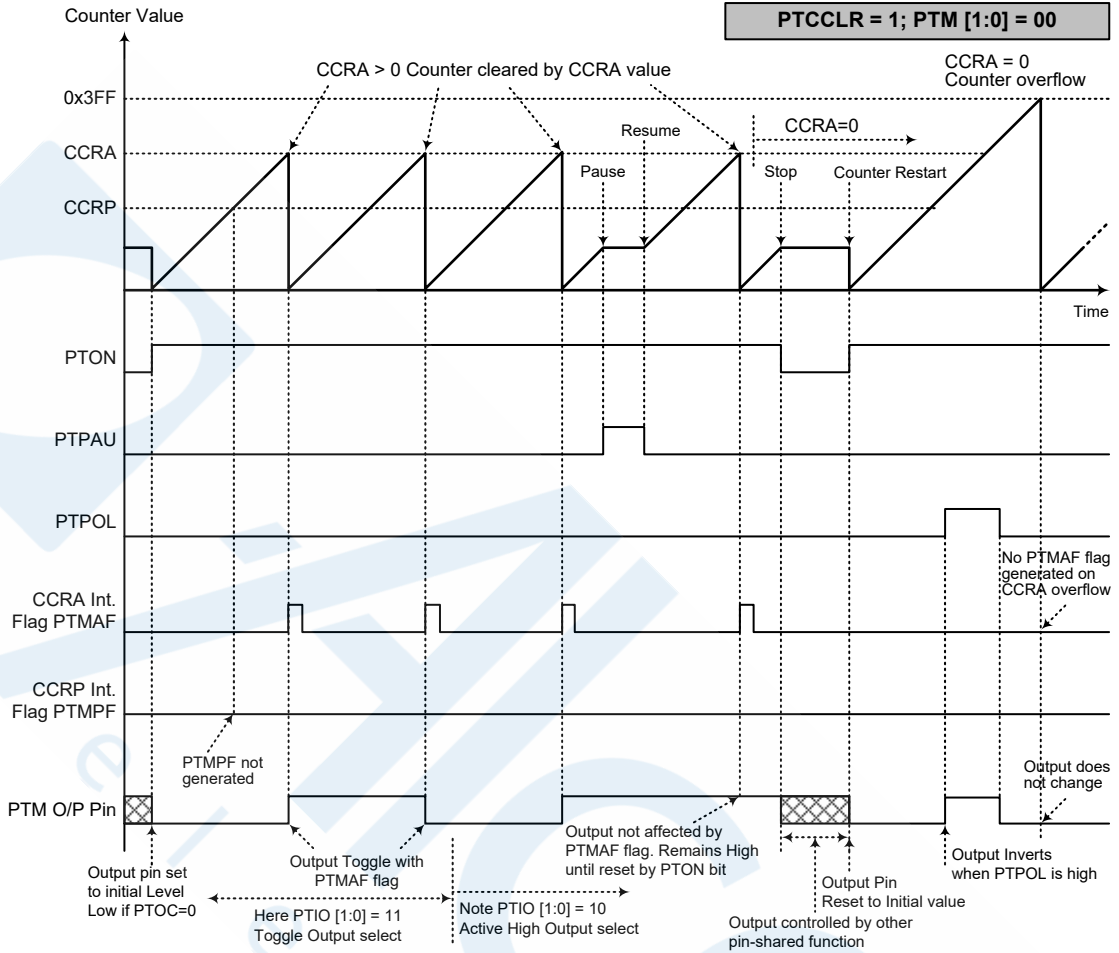 Counter Value
PTCCLR = 1; PTM [1:0] = 00
CCRA > 0 Counter cleared by CCRA value
CCRA = 0
Counter overflow
0x3FF
Resume
CCRA=0
CCRA
Pause
Stop
Counter Restart
CCRP
Time
PTON
PTPAU
PTPOL
No PTMAF flag
generated on
CCRA overflow
CCRA Int.
Flag PTMAF
CCRP Int.
Flag PTMPF
PTMPF not
generated
Output does
not change
PTM O/P Pin
Output pin set
to initial Level
Low if PTOC=0
Output Toggle with
PTMAF flag
Here PTIO [1:0] = 11
Toggle Output select
Note PTIO [1:0] = 10
Active High Output select
Output not affected by
PTMAF flag. Remains High
until reset by PTON bit
Output Pin
Reset to Initial value
Output controlled by other
pin-shared function
Output Inverts
when PTPOL is high